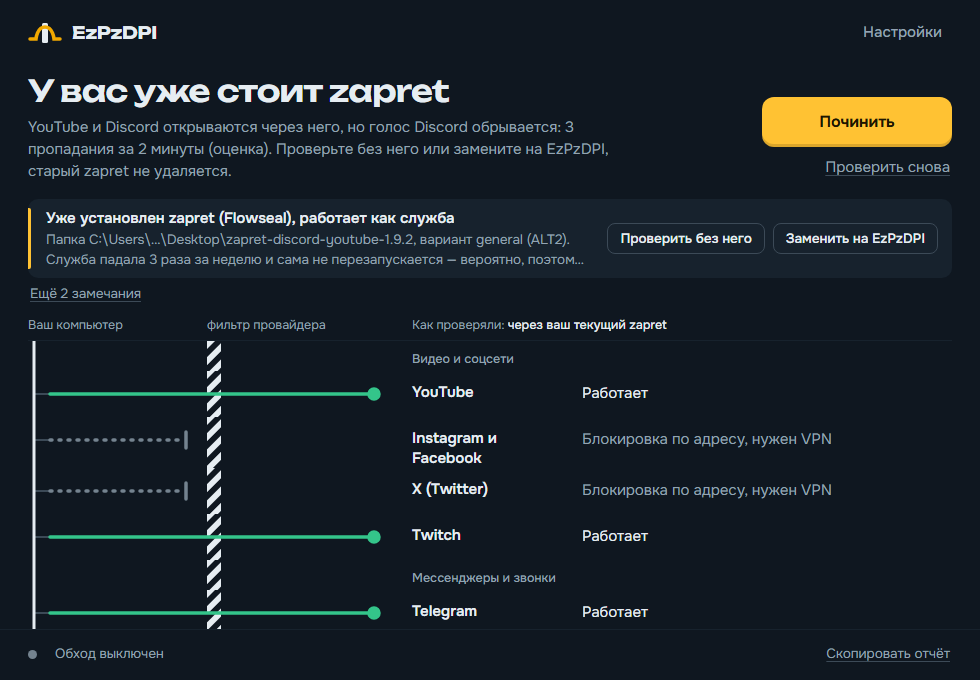 EzPzDPI
Настройки
У вас уже стоит zapret
YouTube и Discord открываются через него, но голос Discord обрывается: 3
пропадания за 2 минуты (оценка). Проверьте без него или замените на EzPzDPI,
старый zapret не удаляется.
Починить
Проверить снова
Уже установлен zapret (Flowseal), работает как служба
Папка C:\Users\...\Desktop\zapret-discord-youtube-1.9.2, вариант general (ALT2).
Служба падала 3 раза за неделю и сама не перезапускается — вероятно, поэтом...
Проверить без него
Заменить на EzPzDPI
Ещё 2 замечания
Ваш компьютер
фильтр провайдера
Как проверяли: через ваш текущий zapret
Видео и соцсети
YouTube
Работает
Instagram и
Facebook
Блокировка по адресу, нужен VPN
X (Twitter)
Блокировка по адресу, нужен VPN
Twitch
Работает
Мессенджеры и звонки
Telegram
Работает
Обход выключен
Скопировать отчёт